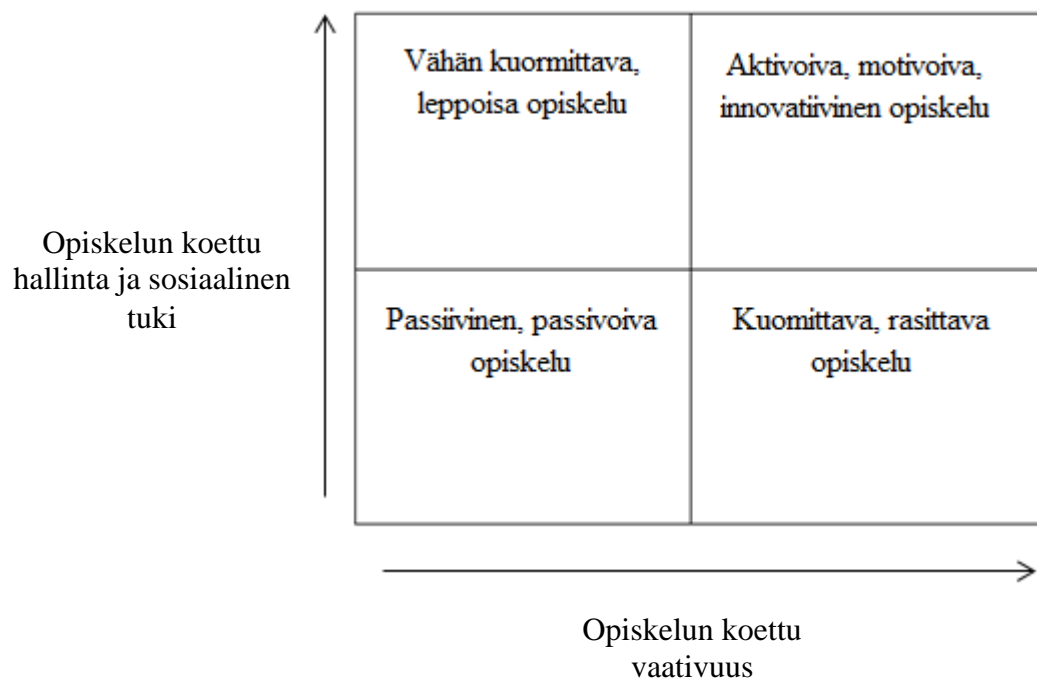 Vähän kuormittava,
leppoisa opiskelu
Aktivoiva, motivoiva,
innovatiivinen opiskelu
Opiskelun koettu
hallinta ja sosiaalinen
tuki
Passiivinen, passivoiva
opiskelu
Kuomittava, rasittava
opiskelu
Opiskelun koettu
vaativuus